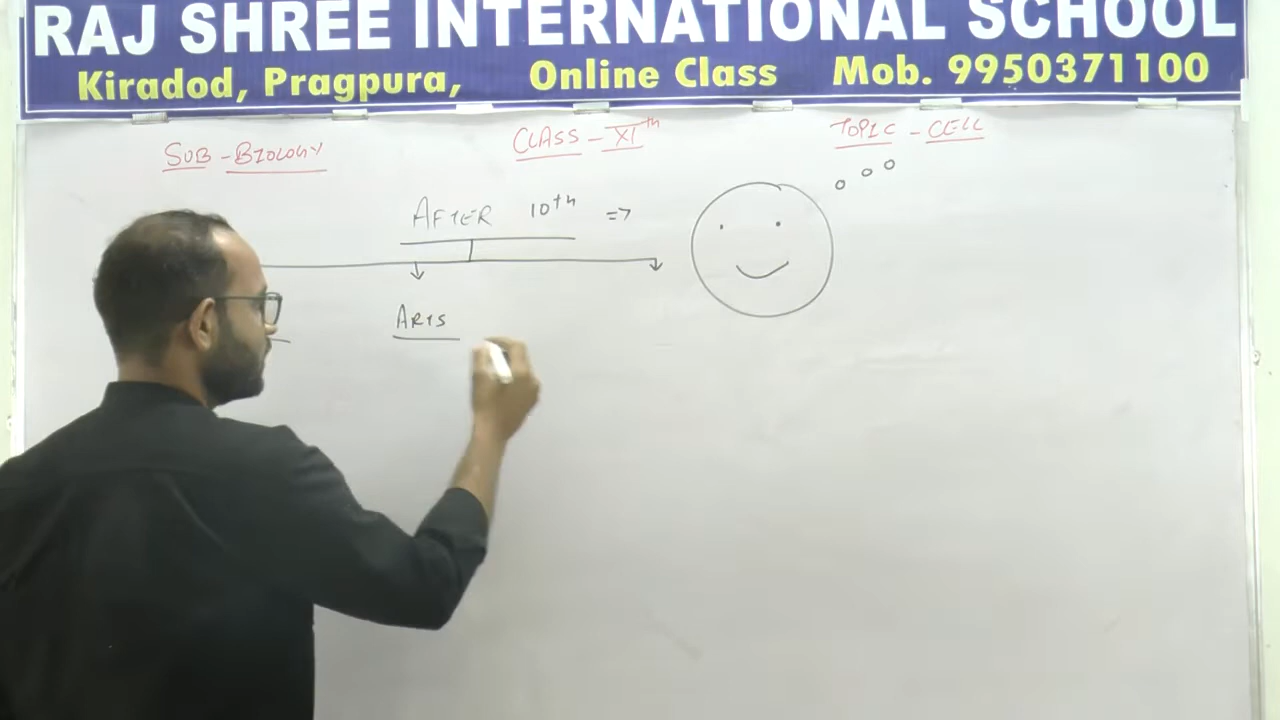 RAJ SHREE INTERNATIONAL SCHOOL
Kiradod, Pragpura, Online Class Mob. 9950371100
SUB - BIOLOGY CLASS - XIth TOPIC - CELL
AFTER 10th =>
ARTS